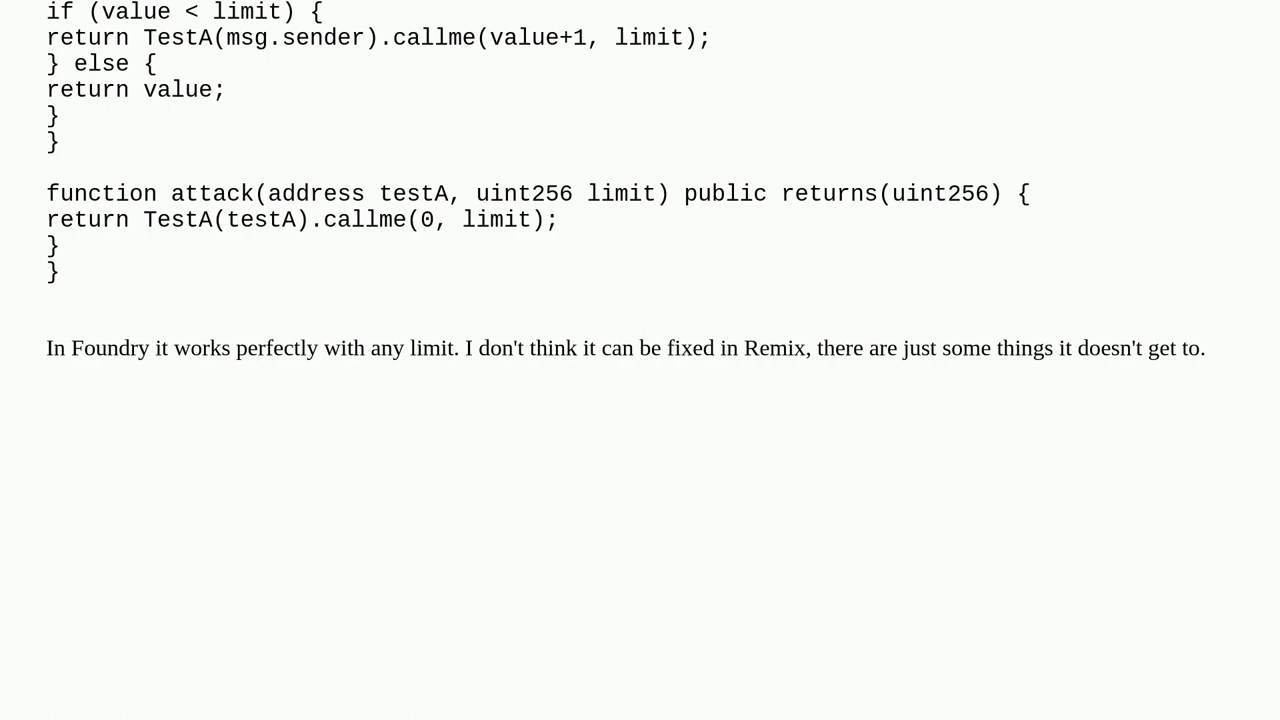 if (value < limit) {
return TestA(msg.sender).callme(value+1, limit);
} else {
return value;
}
}
function attack(address testA, uint256 limit) public returns(uint256) {
return TestA(testA).callme(0, limit);
}
}
In Foundry it works perfectly with any limit. I don't think it can be fixed in Remix, there are just some things it doesn't get to.